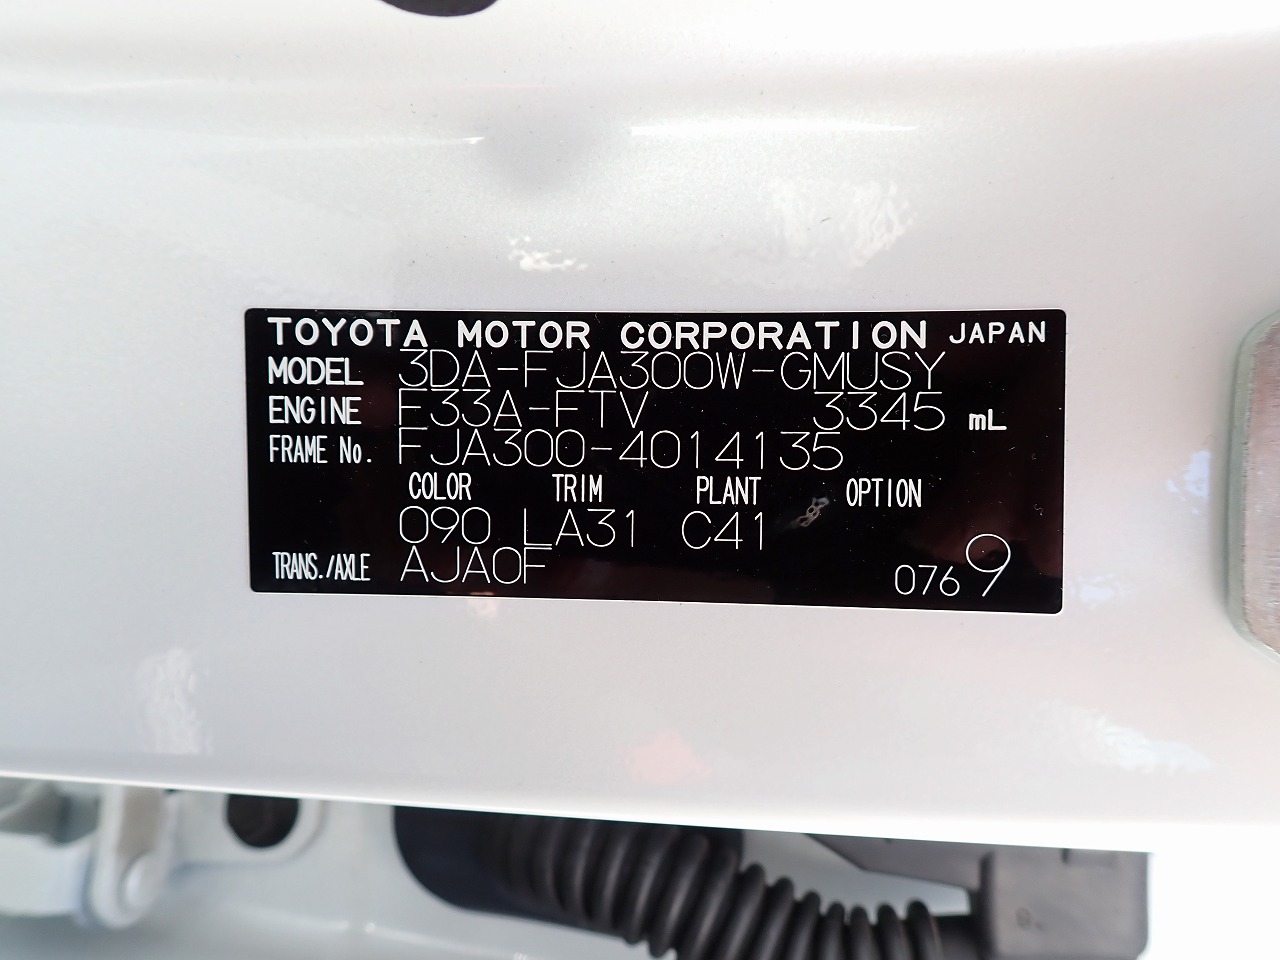 TOYOTA MOTOR CORPORATION JAPAN
MODEL 3DA-FJA300W-GMUSY
ENGINE F33A-FTV 3345 mL
FRAME No. FJA300-4014135
COLOR TRIM PLANT OPTION
090 LA31 C41
TRANS./AXLE AJA0F
0769